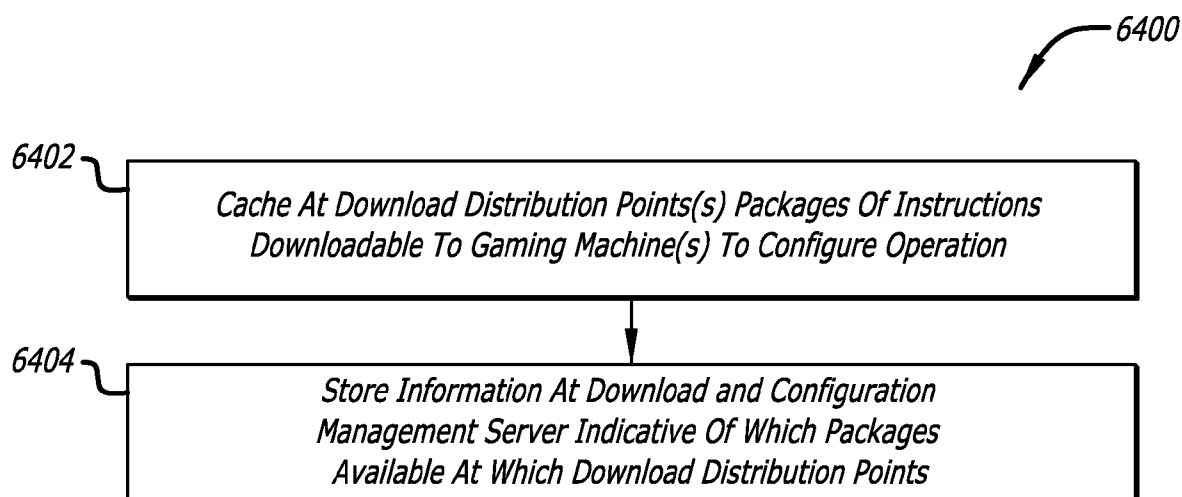 6400
6402
Cache At Download Distribution Points(s) Packages Of Instructions
Downloadable To Gaming Machine(s) To Configure Operation
6404
Store Information At Download and Configuration
Management Server Indicative Of Which Packages
Available At Which Download Distribution Points